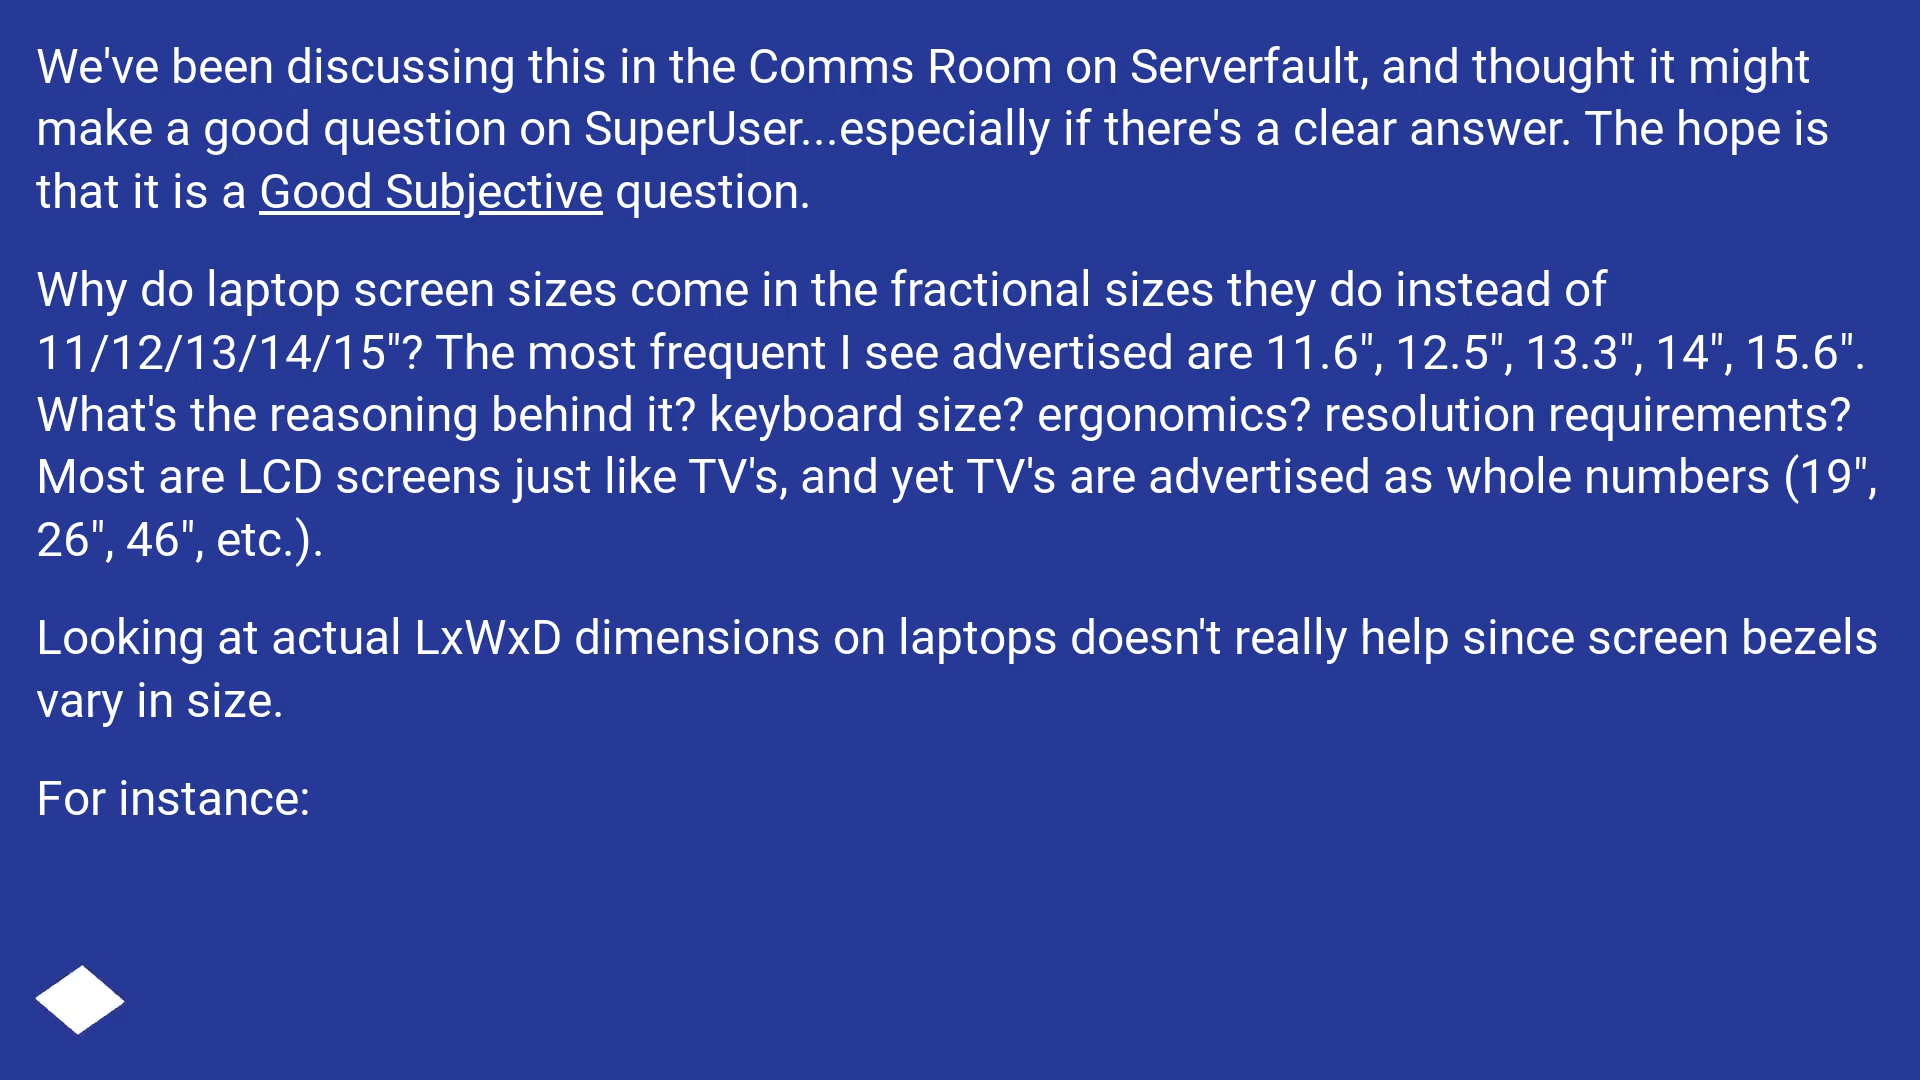 We've been discussing this in the Comms Room on Serverfault, and thought it might
make a good question on SuperUser...especially if there's a clear answer. The hope is
that it is a Good Subjective question.
Why do laptop screen sizes come in the fractional sizes they do instead of
11/12/13/14/15"? The most frequent I see advertised are 11.6", 12.5", 13.3", 14", 15.6".
What's the reasoning behind it? keyboard size? ergonomics? resolution requirements?
Most are LCD screens just like TV's, and yet TV's are advertised as whole numbers (19",
26", 46", etc.).
Looking at actual LxWxD dimensions on laptops doesn't really help since screen bezels
vary in size.
For instance: